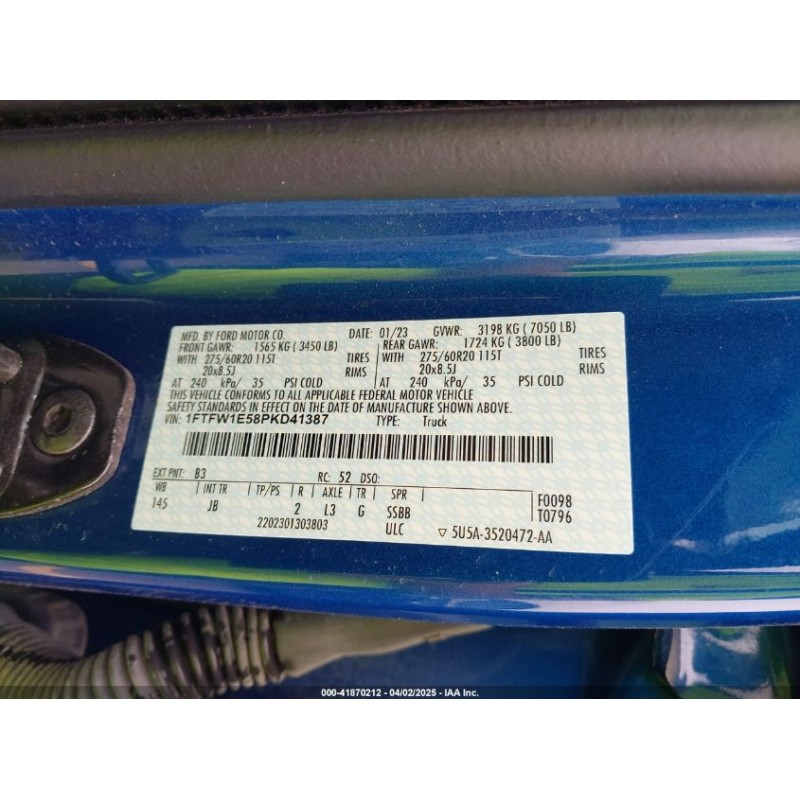 MFD. BY FORD MOTOR CO. DATE: 01/23 GVWR: 3198 KG ( 7050 LB)
FRONT GAWR: 1565 KG ( 3450 LB) REAR GAWR: 1724 KG ( 3800 LB)
WITH 275/60R20 115T TIRES WITH 275/60R20 115T TIRES
20x8.5J RIMS 20x8.5J RIMS
AT 240 kPa/ 35 PSI COLD AT 240 kPa/ 35 PSI COLD
THIS VEHICLE CONFORMS TO ALL APPLICABLE FEDERAL MOTOR VEHICLE
SAFETY STANDARDS IN EFFECT ON THE DATE OF MANUFACTURE SHOWN ABOVE.
VIN: 1FTFW1E58PKD41387 TYPE: Truck
EXT PNT: B3 RC: 52 DSO:
WB INT TR TP/PS R AXLE TR SPR F0098
145 JB 2 L3 G SSBB T0796
2202301303803 ULC ▽ 5U5A-3520472-AA
000-41870212 - 04/02/2025 - IAA Inc.